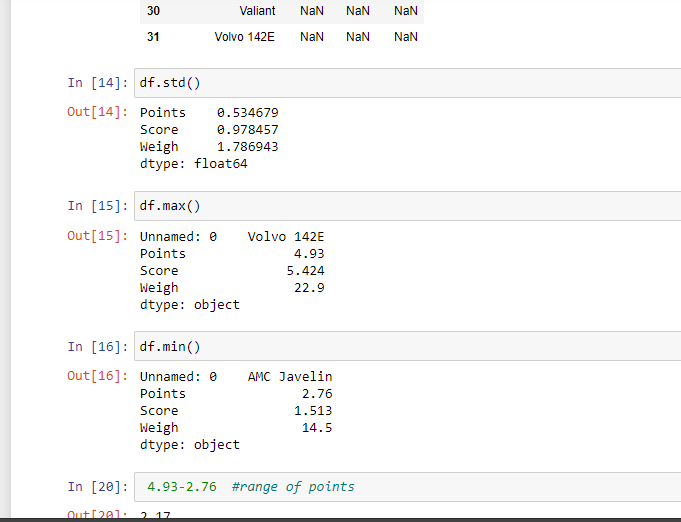 30 Valiant NaN NaN NaN
31 Volvo 142E NaN NaN NaN
In [14]: df.std()
Out[14]: Points 0.534679
Score 0.978457
Weigh 1.786943
dtype: float64
In [15]: df.max()
Out[15]: Unnamed: 0 Volvo 142E
Points 4.93
Score 5.424
Weigh 22.9
dtype: object
In [16]: df.min()
Out[16]: Unnamed: 0 AMC Javelin
Points 2.76
Score 1.513
Weigh 14.5
dtype: object
In [20]: 4.93-2.76 #range of points
Out[20]: 2.17